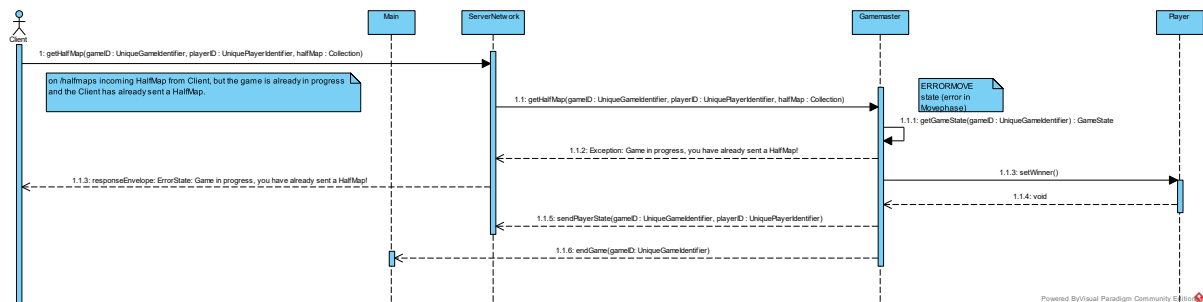 Main
ServerNetwork
Gamemaster
Player
Client
1: getHalfMap(gameID : UniqueGameIdentifier, playerID : UniquePlayerIdentifier, halfMap : Collection)
on /halfmaps incoming HalfMap from Client, but the game is already in progress
and the Client has already sent a HalfMap.
ERRORMOVE
state (error in
Movephase)
1.1: getHalfMap(gameID : UniqueGameIdentifier, playerID : UniquePlayerIdentifier, halfMap : Collection)
1.1.1: getGameState(gameID : UniqueGameIdentifier) : GameState
1.1.2: Exception: Game in progress, you have already sent a HalfMap!
1.1.3: responseEnvelope: ErrorState: Game in progress, you have already sent a HalfMap!
1.1.3: setWinner()
1.1.4: void
1.1.5: sendPlayerState(gameID : UniqueGameIdentifier, playerID : UniquePlayerIdentifier)
1.1.6: endGame(gameID: UniqueGameIdentifier)
Powered ByVisual Paradigm Community Edition